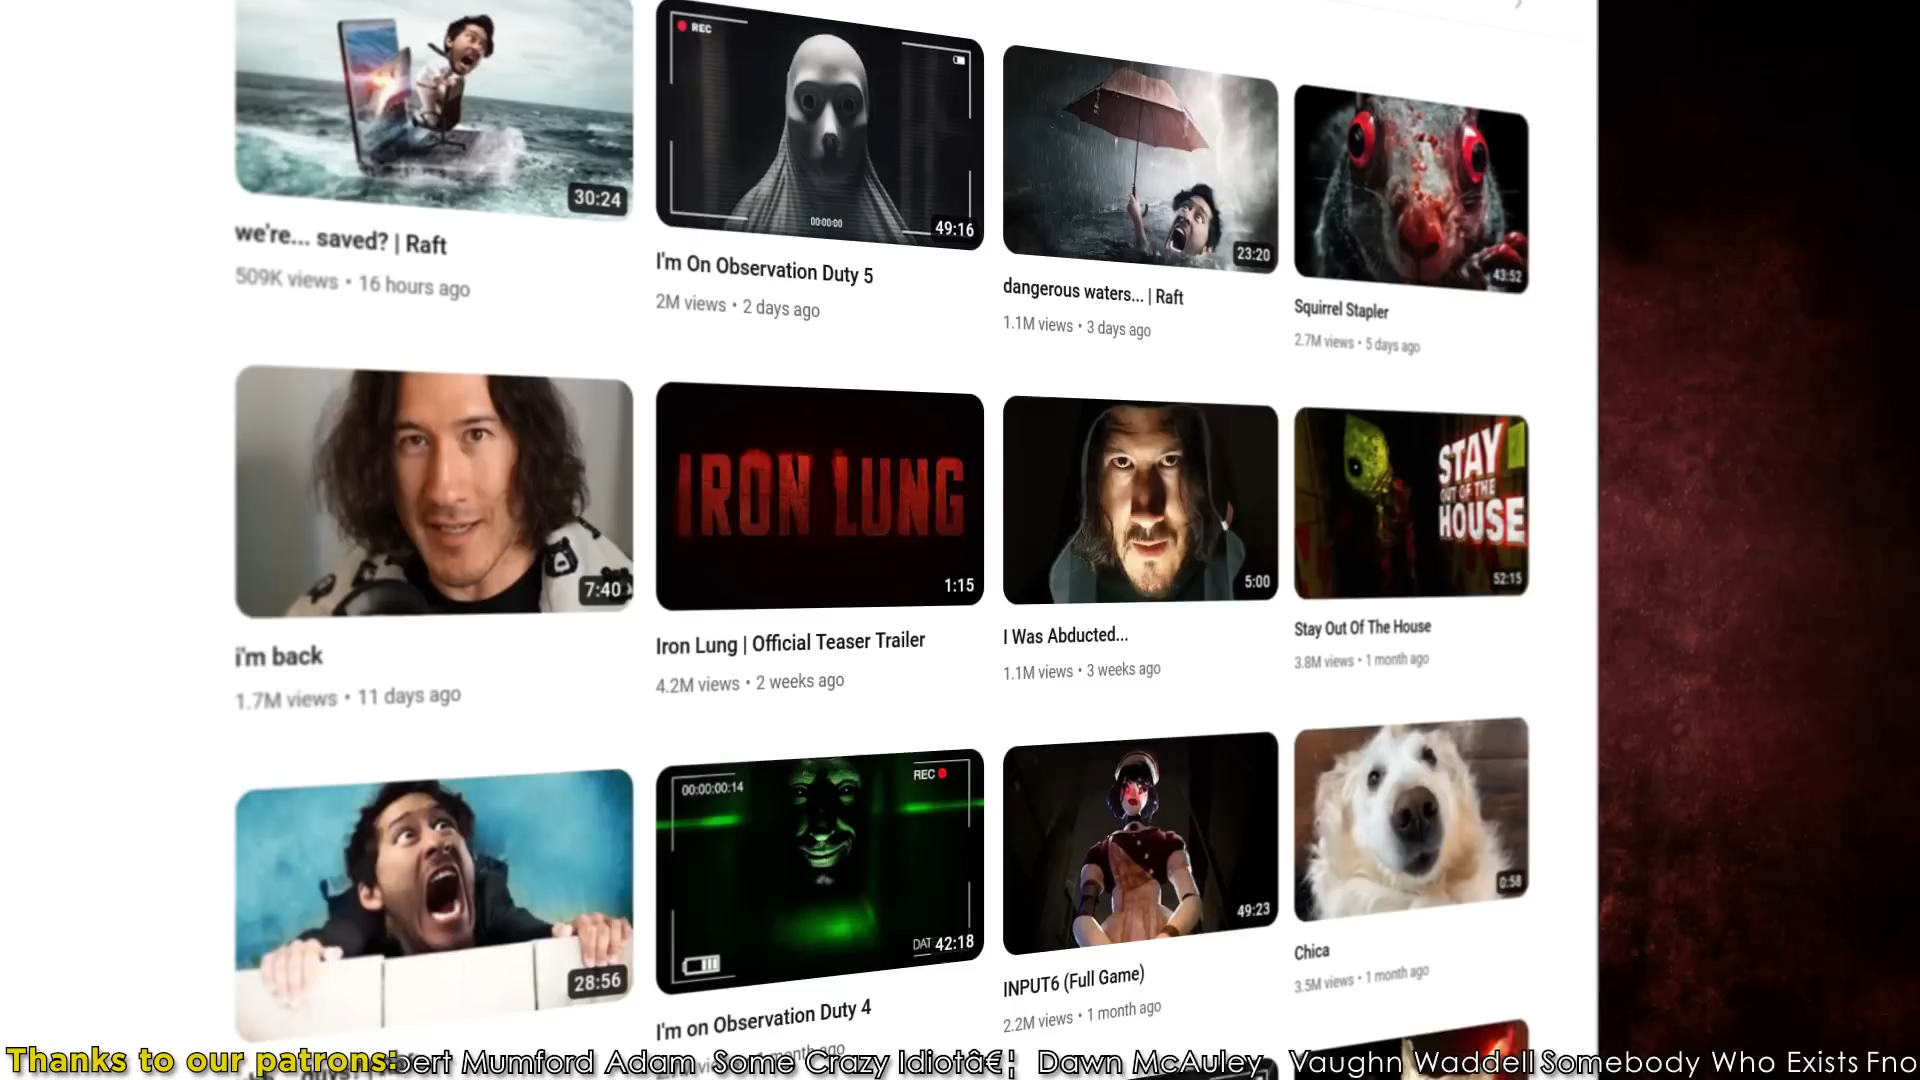 30:24
we're... saved? | Raft
509K views • 16 hours ago
REC
00:00:00
49:16
I'm On Observation Duty 5
2M views • 2 days ago
23:20
dangerous waters... | Raft
1.1M views • 3 days ago
43:52
Squirrel Stapler
2.7M views • 5 days ago
7:40
i'm back
1.7M views • 11 days ago
IRON LUNG
1:15
Iron Lung | Official Teaser Trailer
4.2M views • 2 weeks ago
5:00
I Was Abducted...
1.1M views • 3 weeks ago
STAY
OUT OF THE
HOUSE
52:15
Stay Out Of The House
3.8M views • 1 month ago
28:56
00:00:00:14
REC
DAT 42:18
I'm on Observation Duty 4
1 month ago
49:23
INPUT6 (Full Game)
2.2M views • 1 month ago
0:58
Chica
3.5M views • 1 month ago
Thanks to our patrons: bert Mumford Adam Some Crazy Idiotâ€¦ Dawn McAuley Vaughn Waddell Somebody Who Exists Fno